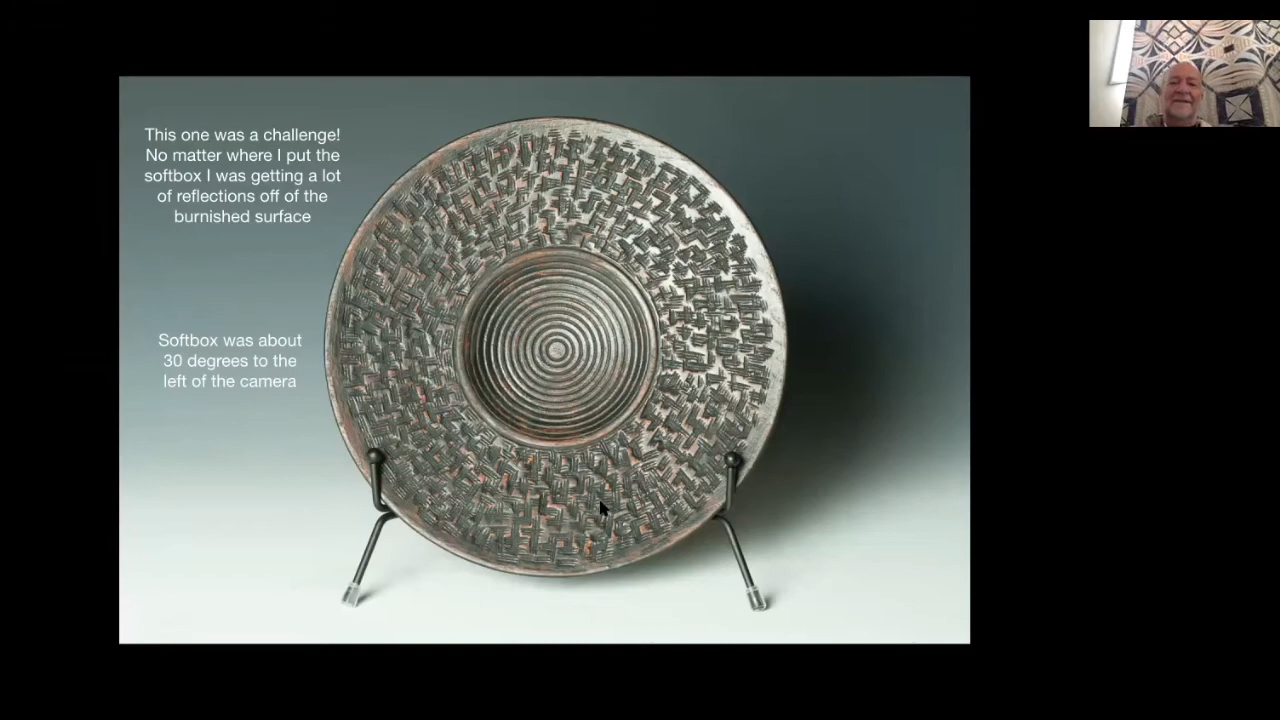 This one was a challenge!
No matter where I put the
softbox I was getting a lot
of reflections off of the
burnished surface
Softbox was about
30 degrees to the
left of the camera